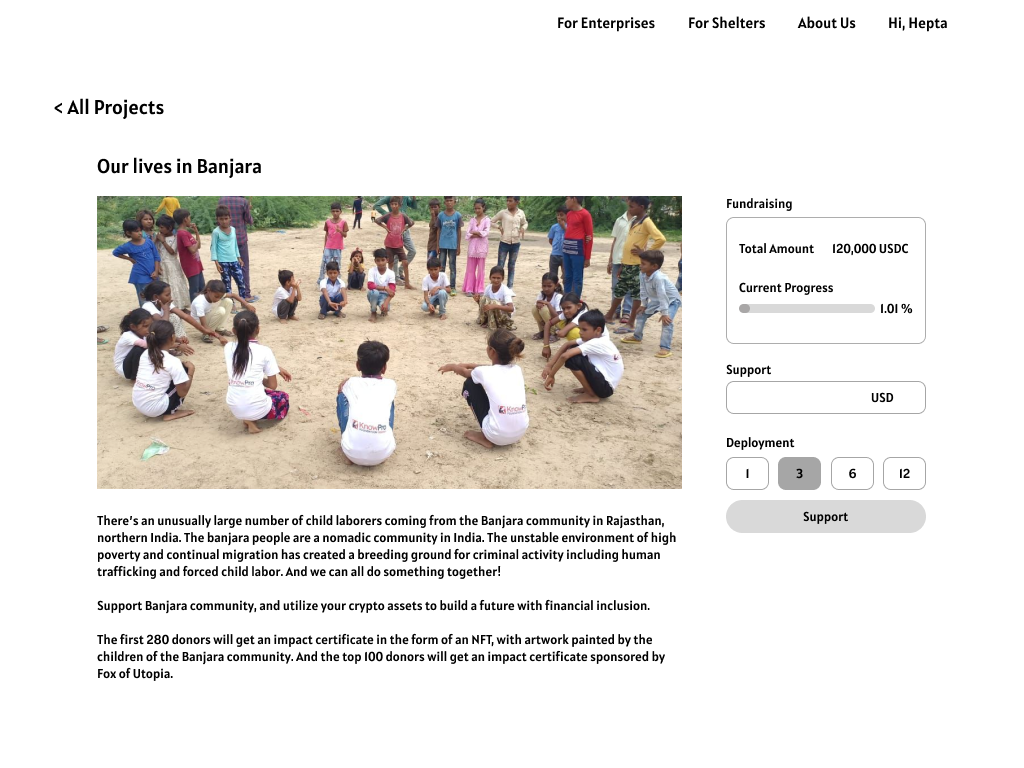 For Enterprises For Shelters About Us Hi, Hepta
< All Projects
Our lives in Banjara
KnowPro
KnowPro
KnowPro
There's an unusually large number of child laborers coming from the Banjara community in Rajasthan,
northern India. The banjara people are a nomadic community in India. The unstable environment of high
poverty and continual migration has created a breeding ground for criminal activity including human
trafficking and forced child labor. And we can all do something together!
Support Banjara community, and utilize your crypto assets to build a future with financial inclusion.
The first 280 donors will get an impact certificate in the form of an NFT, with artwork painted by the
children of the Banjara community. And the top 100 donors will get an impact certificate sponsored by
Fox of Utopia.
Fundraising
Total Amount 120,000 USDC
Current Progress
1.01 %
Support
USD
Deployment
1 3 6 12
Support